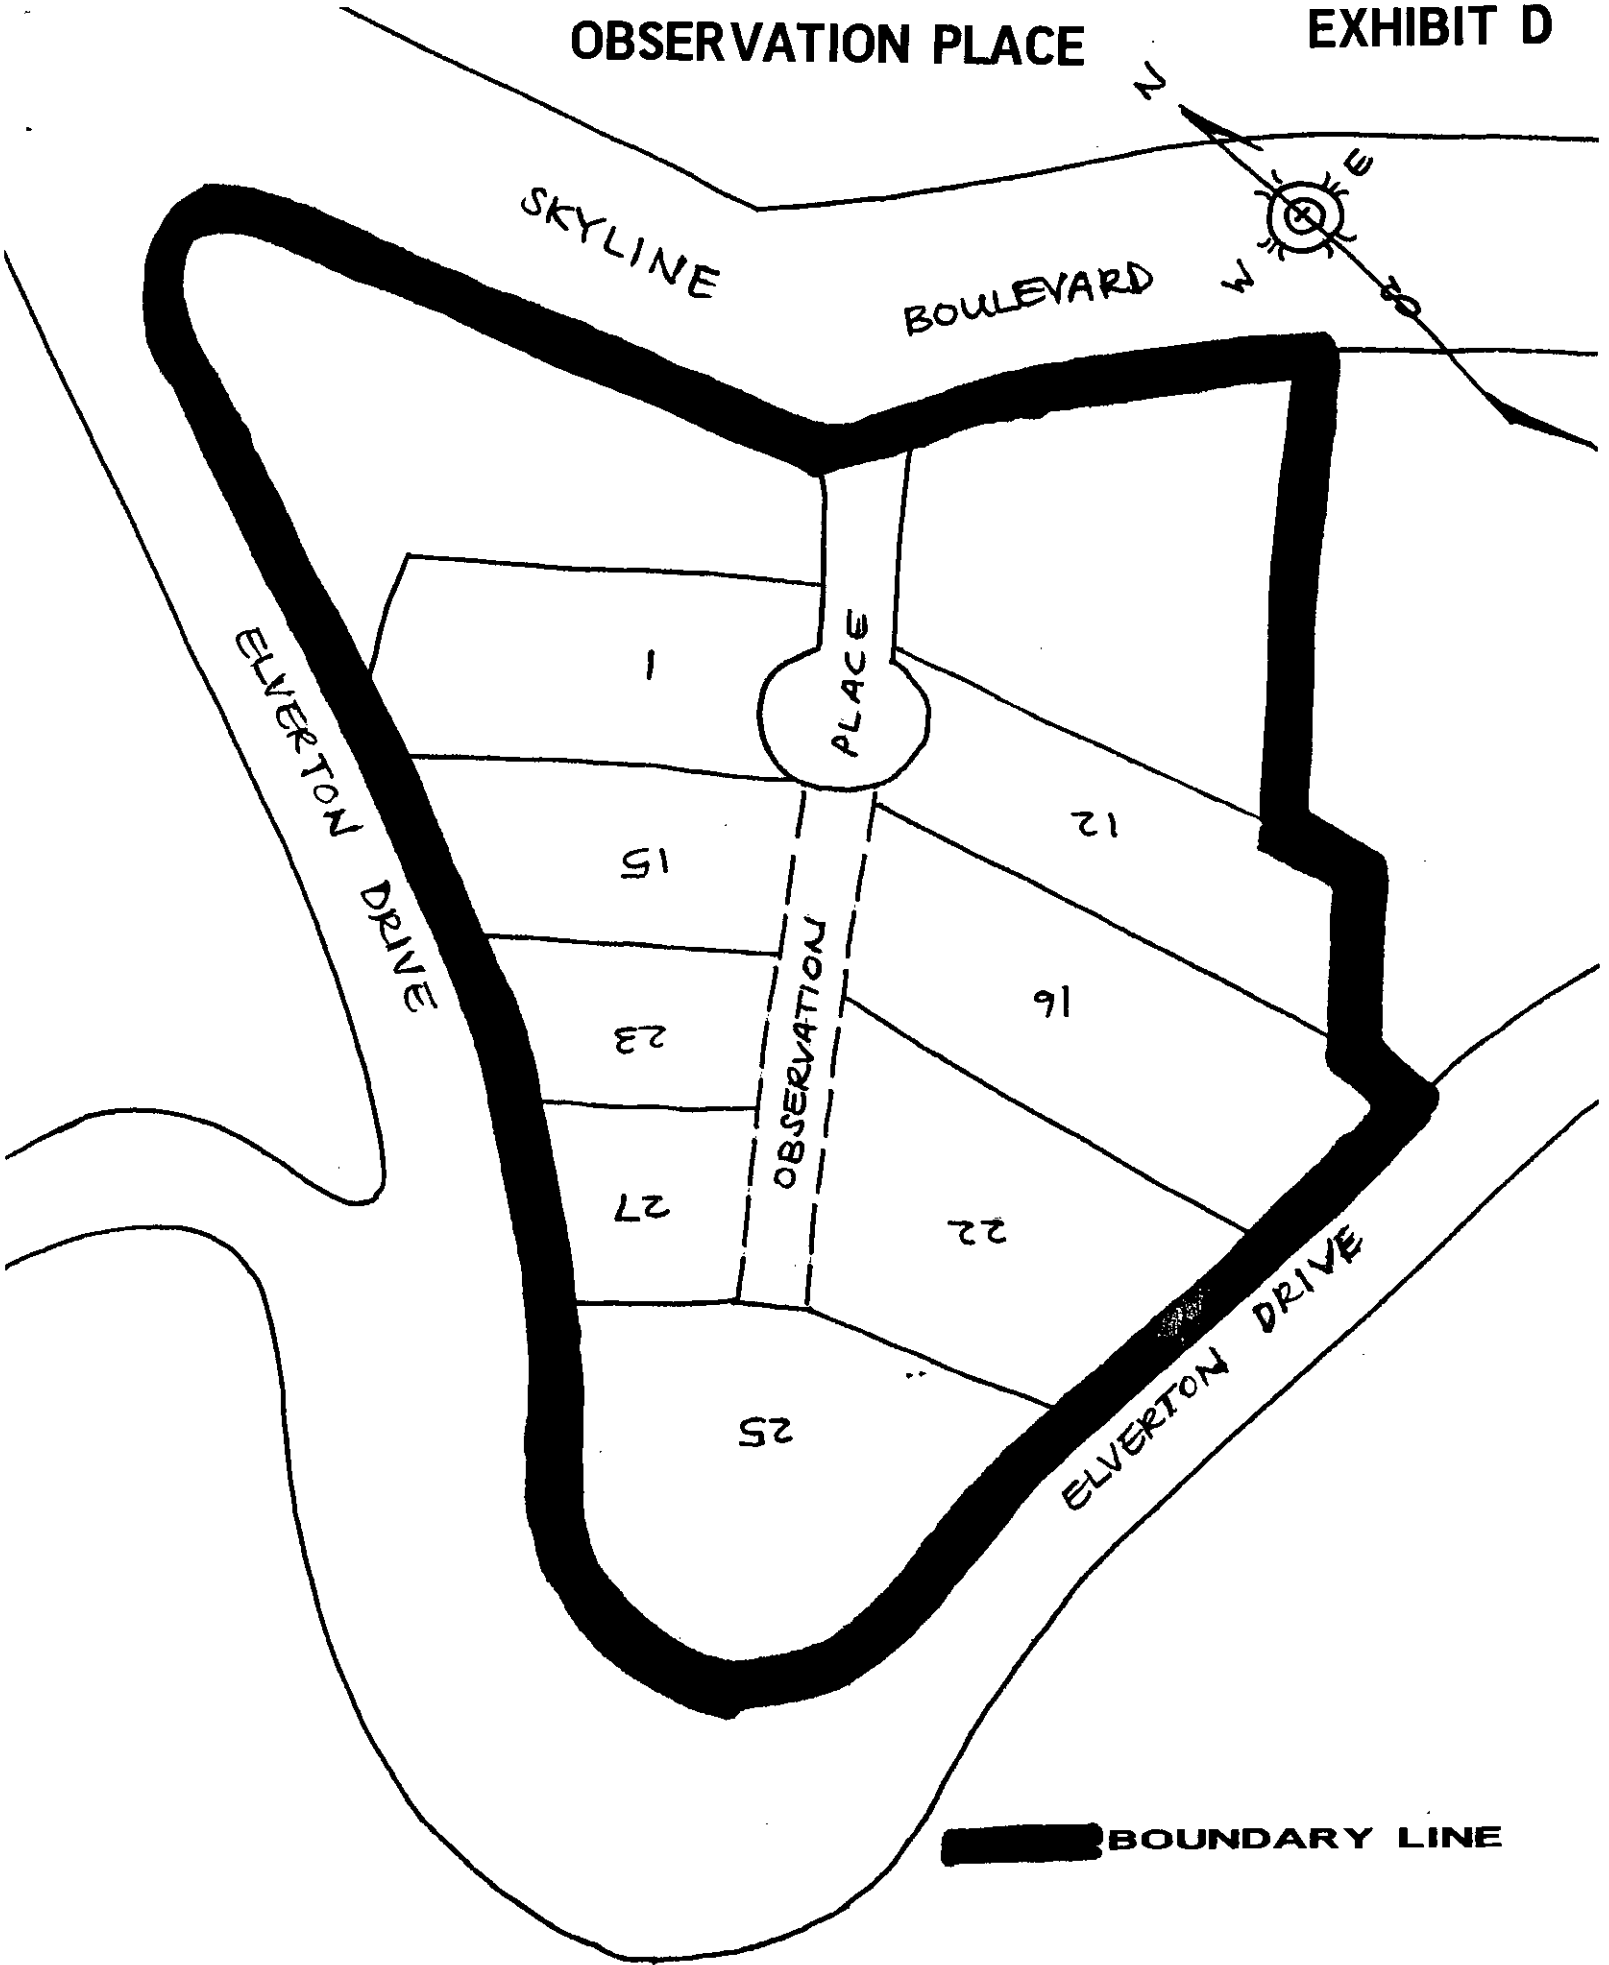 OBSERVATION PLACE
EXHIBIT D
N
E
W
S
SKYLINE
BOULEVARD
ELVERTON DRIVE
PLACE
OBSERVATION
1
12
15
16
23
27
22
25
ELVERTON DRIVE
BOUNDARY LINE